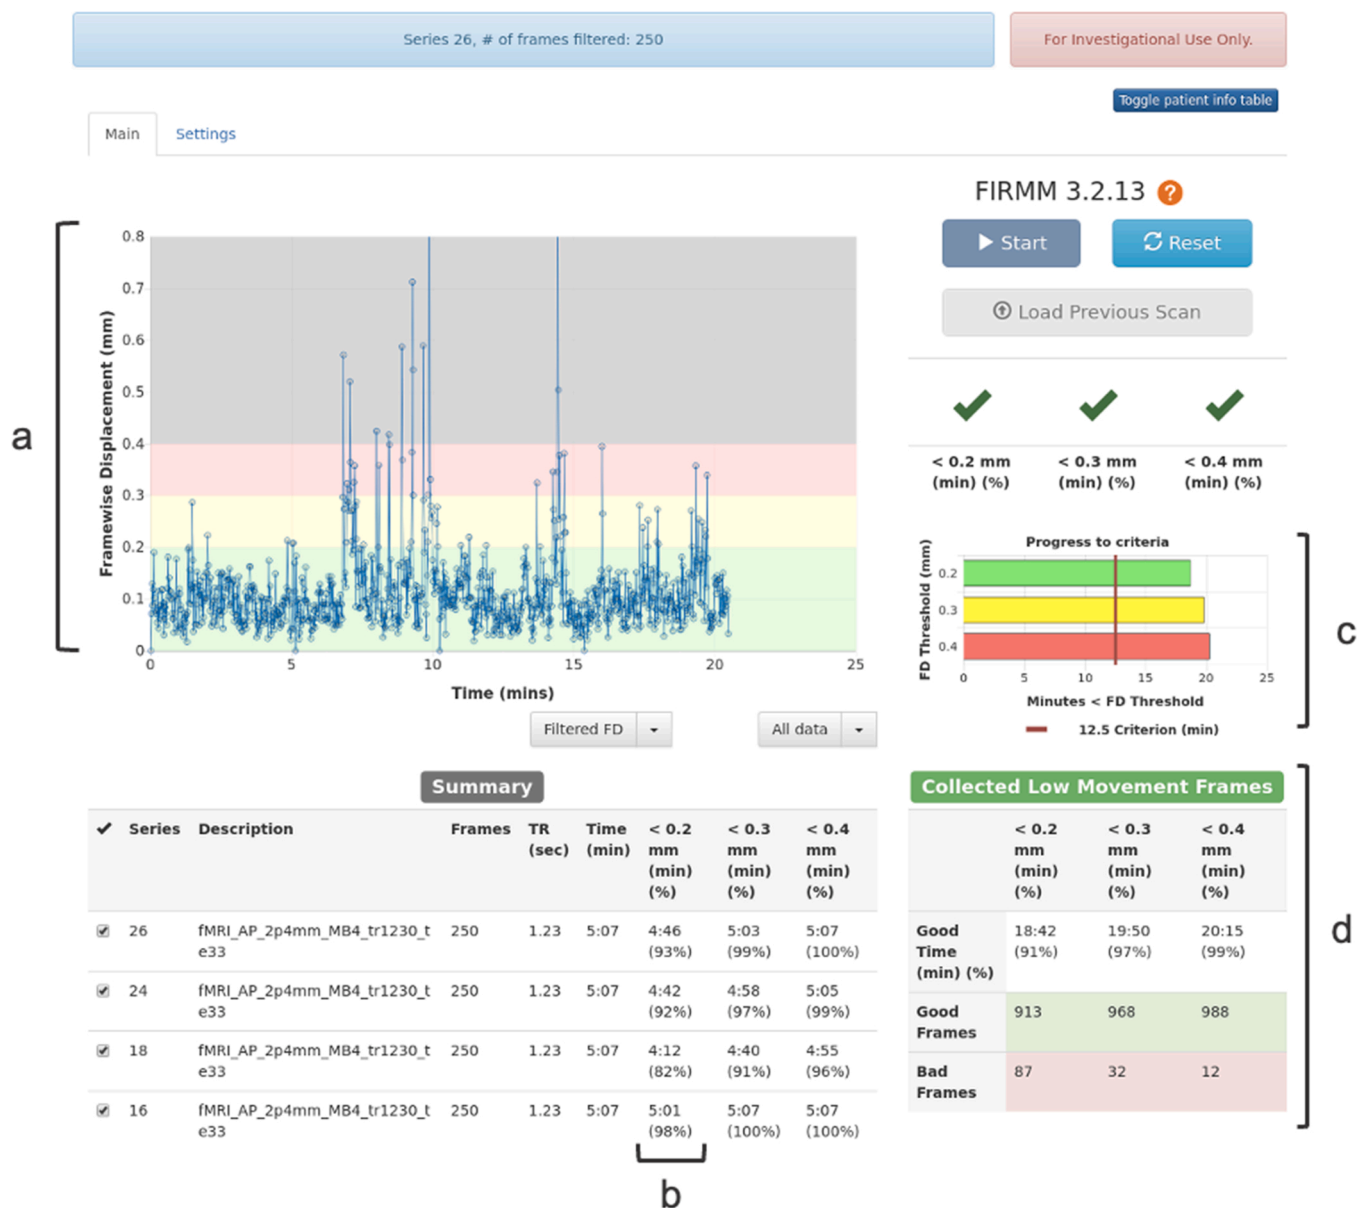 Series 26, # of frames filtered: 250
For Investigational Use Only.
Toggle patient info table
Main
Settings
FIRMM 3.2.13 ?
Start
Reset
Load Previous Scan
< 0.2 mm
(min) (%)
< 0.3 mm
(min) (%)
< 0.4 mm
(min) (%)
a
Framewise Displacement (mm)
0.8
0.7
0.6
0.5
0.4
0.3
0.2
0.1
0
0 5 10 15 20 25
Time (mins)
Filtered FD
All data
Progress to criteria
FD Threshold (mm)
0.2
0.3
0.4
0 5 10 15 20 25
Minutes < FD Threshold
12.5 Criterion (min)
c
Summary
Series Description Frames TR (sec) Time (min) < 0.2 mm (min) (%) < 0.3 mm (min) (%) < 0.4 mm (min) (%)
26 fMRI_AP_2p4mm_MB4_tr1230_t 250 1.23 5:07 4:46 5:03 5:07
e33 (93%) (99%) (100%)
24 fMRI_AP_2p4mm_MB4_tr1230_t 250 1.23 5:07 4:42 4:58 5:05
e33 (92%) (97%) (99%)
18 fMRI_AP_2p4mm_MB4_tr1230_t 250 1.23 5:07 4:12 4:40 4:55
e33 (82%) (91%) (96%)
16 fMRI_AP_2p4mm_MB4_tr1230_t 250 1.23 5:07 5:01 5:07 5:07
e33 (98%) (100%) (100%)
b
Collected Low Movement Frames
< 0.2 mm (min) (%) < 0.3 mm (min) (%) < 0.4 mm (min) (%)
Good 18:42 19:50 20:15
Time (91%) (97%) (99%)
(min) (%)
Good 913 968 988
Frames
Bad 87 32 12
Frames
d